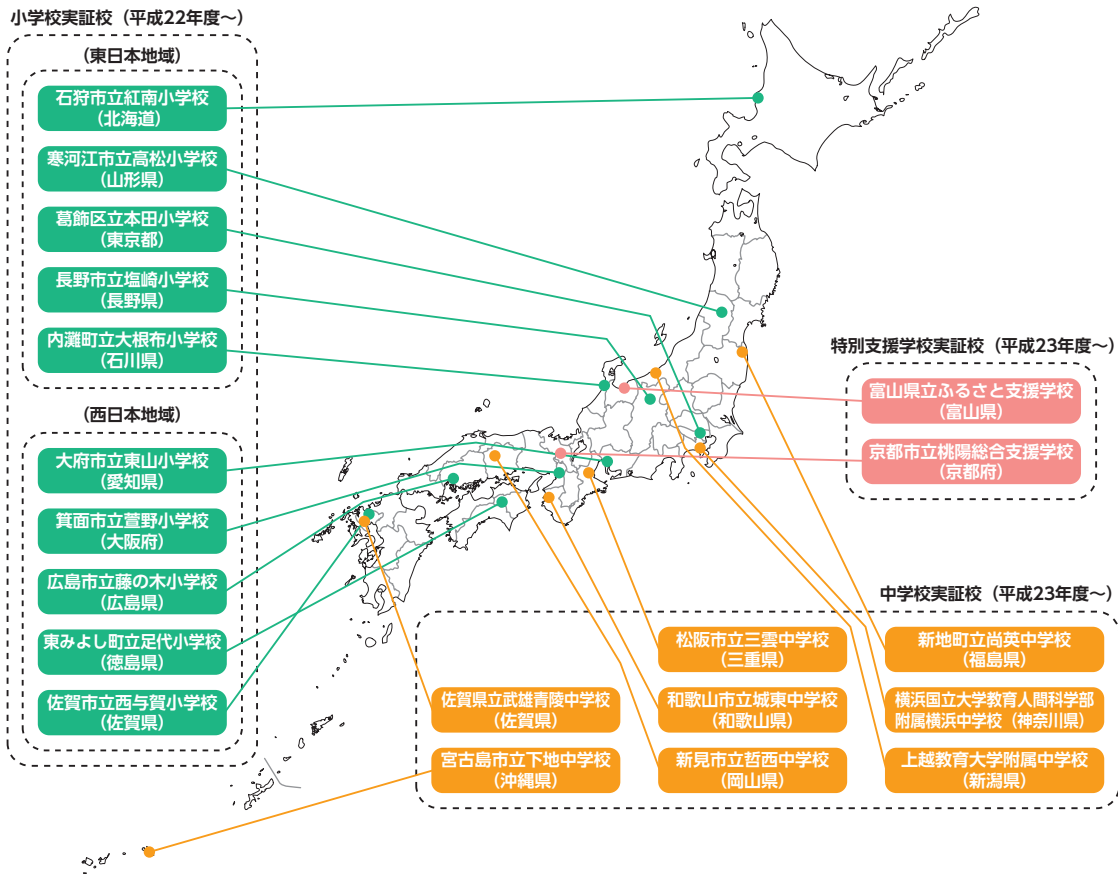 小学校実証校(平成22年度～)
(東日本地域)
石狩市立紅南小学校
(北海道)
寒河江市立高松小学校
(山形県)
葛飾区立本田小学校
(東京都)
長野市立塩崎小学校
(長野県)
内灘町立大根布小学校
(石川県)
(西日本地域)
大府市立東山小学校
(愛知県)
箕面市立萱野小学校
(大阪府)
広島市立藤の木小学校
(広島県)
東みよし町立足代小学校
(徳島県)
佐賀市立西与賀小学校
(佐賀県)
特別支援学校実証校(平成23年度～)
富山県立ふるさと支援学校
(富山県)
京都市立桃陽総合支援学校
(京都府)
中学校実証校(平成23年度～)
佐賀県立武雄青陵中学校
(佐賀県)
宮古島市立下地中学校
(沖縄県)
松阪市立三雲中学校
(三重県)
和歌山市立城東中学校
(和歌山県)
新見市立哲西中学校
(岡山県)
新地町立尚英中学校
(福島県)
横浜国立大学教育人間科学部
附属横浜中学校(神奈川県)
上越教育大学附属中学校
(新潟県)